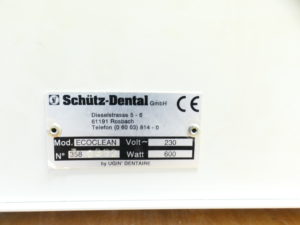 Schütz-Dental GmbH
Dieselstrasse 5 - 6
61191 Rosbach
Telefon (0 60 03) 814 - 0
CE
Mod. ECOCLEAN Volt~ 230
N° 358 Watt 600
by UGIN' DENTAIRE